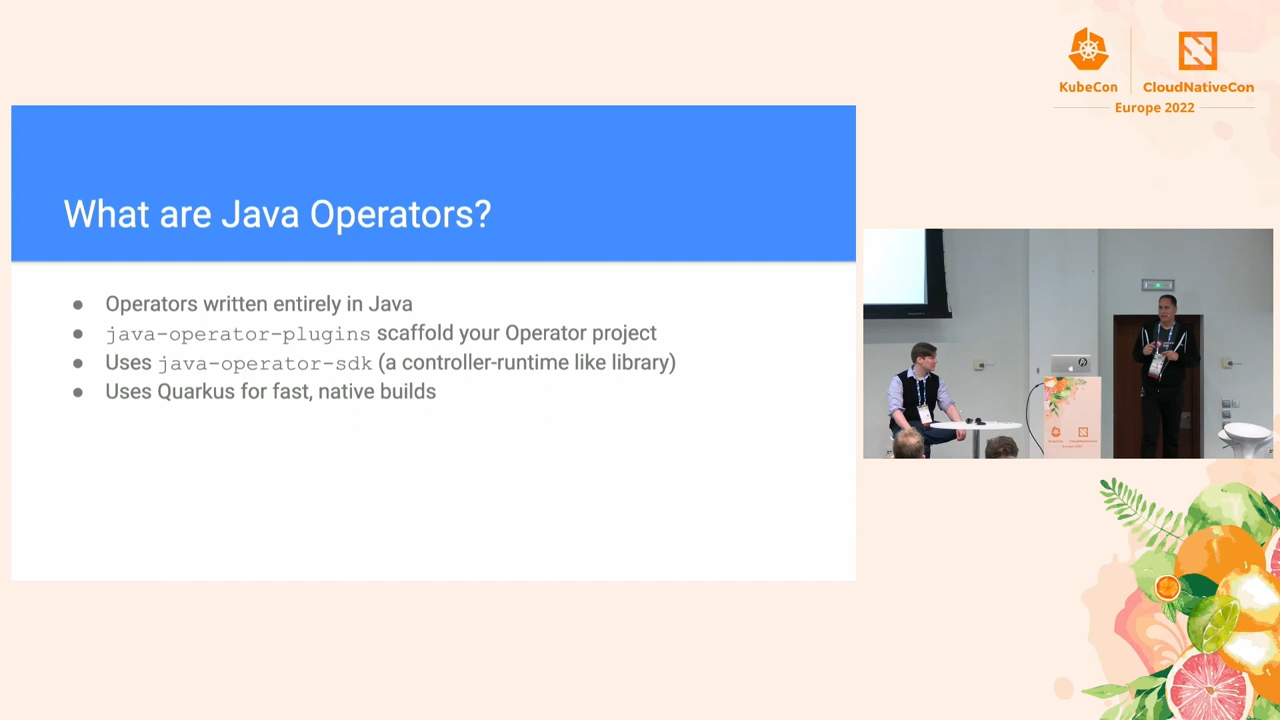 KubeCon
CloudNativeCon
Europe 2022
What are Java Operators?
● Operators written entirely in Java
● java-operator-plugins scaffold your Operator project
● Uses java-operator-sdk (a controller-runtime like library)
● Uses Quarkus for fast, native builds